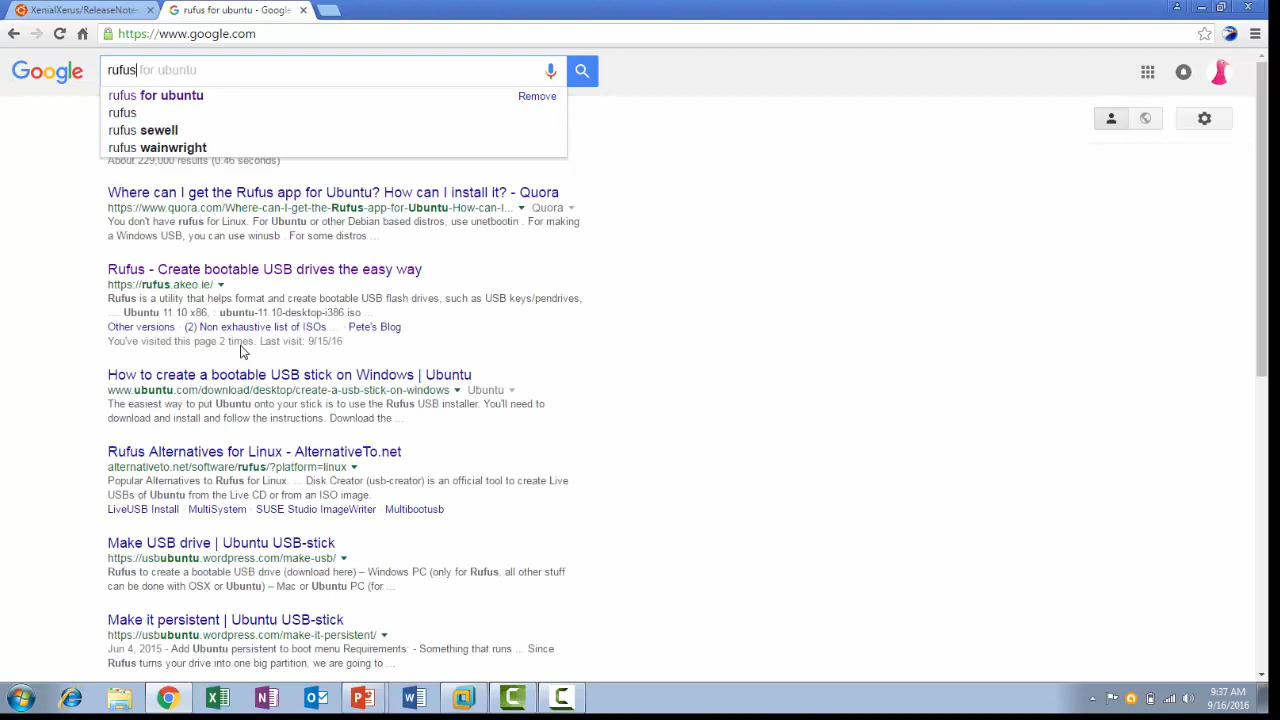 XenialXerus/ReleaseNote
rufus for ubuntu - Google
https://www.google.com
Google
rufus for ubuntu
rufus for ubuntu
Remove
rufus
rufus sewell
rufus wainwright
About 229,000 results (0.46 seconds)
Where can I get the Rufus app for Ubuntu? How can I install it? - Quora
https://www.quora.com/Where-can-I-get-the-Rufus-app-for-Ubuntu-How-can-I... Quora
You don't have rufus for Linux. For Ubuntu or other Debian based distros, use unetbootin . For making
a Windows USB, you can use winusb . For some distros ...
Rufus - Create bootable USB drives the easy way
https://rufus.akeo.ie/
Rufus is a utility that helps format and create bootable USB flash drives, such as USB keys/pendrives,
.... Ubuntu 11.10 x86, : ubuntu-11.10-desktop-i386.iso ...
Other versions · (2) Non exhaustive list of ISOs ... · Pete's Blog
You've visited this page 2 times. Last visit: 9/15/16
How to create a bootable USB stick on Windows | Ubuntu
www.ubuntu.com/download/desktop/create-a-usb-stick-on-windows Ubuntu
The easiest way to put Ubuntu onto your stick is to use the Rufus USB installer. You'll need to
download and install and follow the instructions. Download the ...
Rufus Alternatives for Linux - AlternativeTo.net
alternativeto.net/software/rufus/?platform=linux
Popular Alternatives to Rufus for Linux. ... Disk Creator (usb-creator) is an official tool to create Live
USBs of Ubuntu from the Live CD or from an ISO image.
LiveUSB Install · MultiSystem · SUSE Studio ImageWriter · Multibootusb
Make USB drive | Ubuntu USB-stick
https://usbubuntu.wordpress.com/make-usb/
Rufus to create a bootable USB drive (download here) – Windows PC (only for Rufus, all other stuff
can be done with OSX or Ubuntu) – Mac or Ubuntu PC (for ...
Make it persistent | Ubuntu USB-stick
https://usbubuntu.wordpress.com/make-it-persistent/
Jun 4, 2015 - Add Ubuntu persistent to boot menu Requirements: - Something that runs ... Since
Rufus turns your drive into one big partition, we are going to ...
9:37 AM
9/16/2016